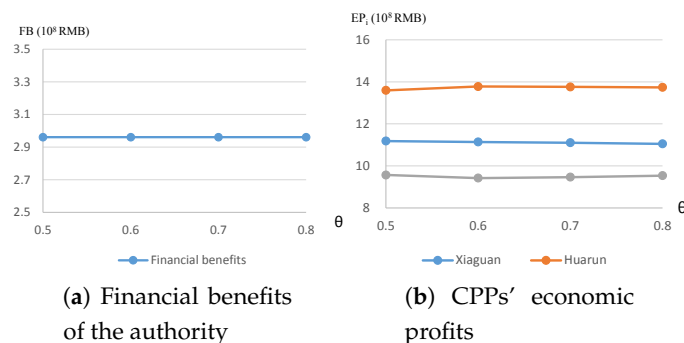 FB (10⁸ RMB)
3.5
3.3
3.1
2.9
2.7
2.5
0.5 0.6 0.7 0.8
θ
Financial benefits
(a) Financial benefits
of the authority
EPᵢ (10⁸ RMB)
16
14
12
10
8
0.5 0.6 0.7 0.8
θ
Xiaguan Huarun
(b) CPPs' economic
profits